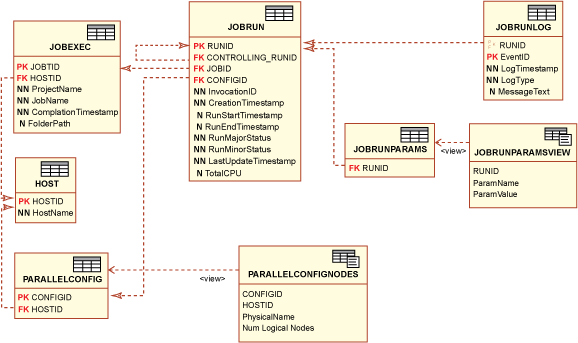 JOBEXEC
PK JOBTID
FK HOSTID
NN ProjectName
NN JobName
NN ComplationTimestamp
N FolderPath
JOBRUN
PK RUNID
FK CONTROLLING_RUNID
FK JOBID
FK CONFIGID
NN InvocationID
NN CreationTimestamp
N RunStartTimestamp
N RunEndTimestamp
NN RunMajorStatus
NN RunMinorStatus
NN LastUpdateTimestamp
N TotalCPU
JOBRUNLOG
RUNID
PK EventID
NN LogTimestamp
NN LogType
N MessageText
JOBRUNPARAMS
FK RUNID
<view>
JOBRUNPARAMSVIEW
RUNID
ParamName
ParamValue
HOST
PK HOSTID
NN HostName
PARALLELCONFIG
PK CONFIGID
FK HOSTID
<view>
PARALLELCONFIGNODES
CONFIGID
HOSTID
PhysicalName
Num Logical Nodes